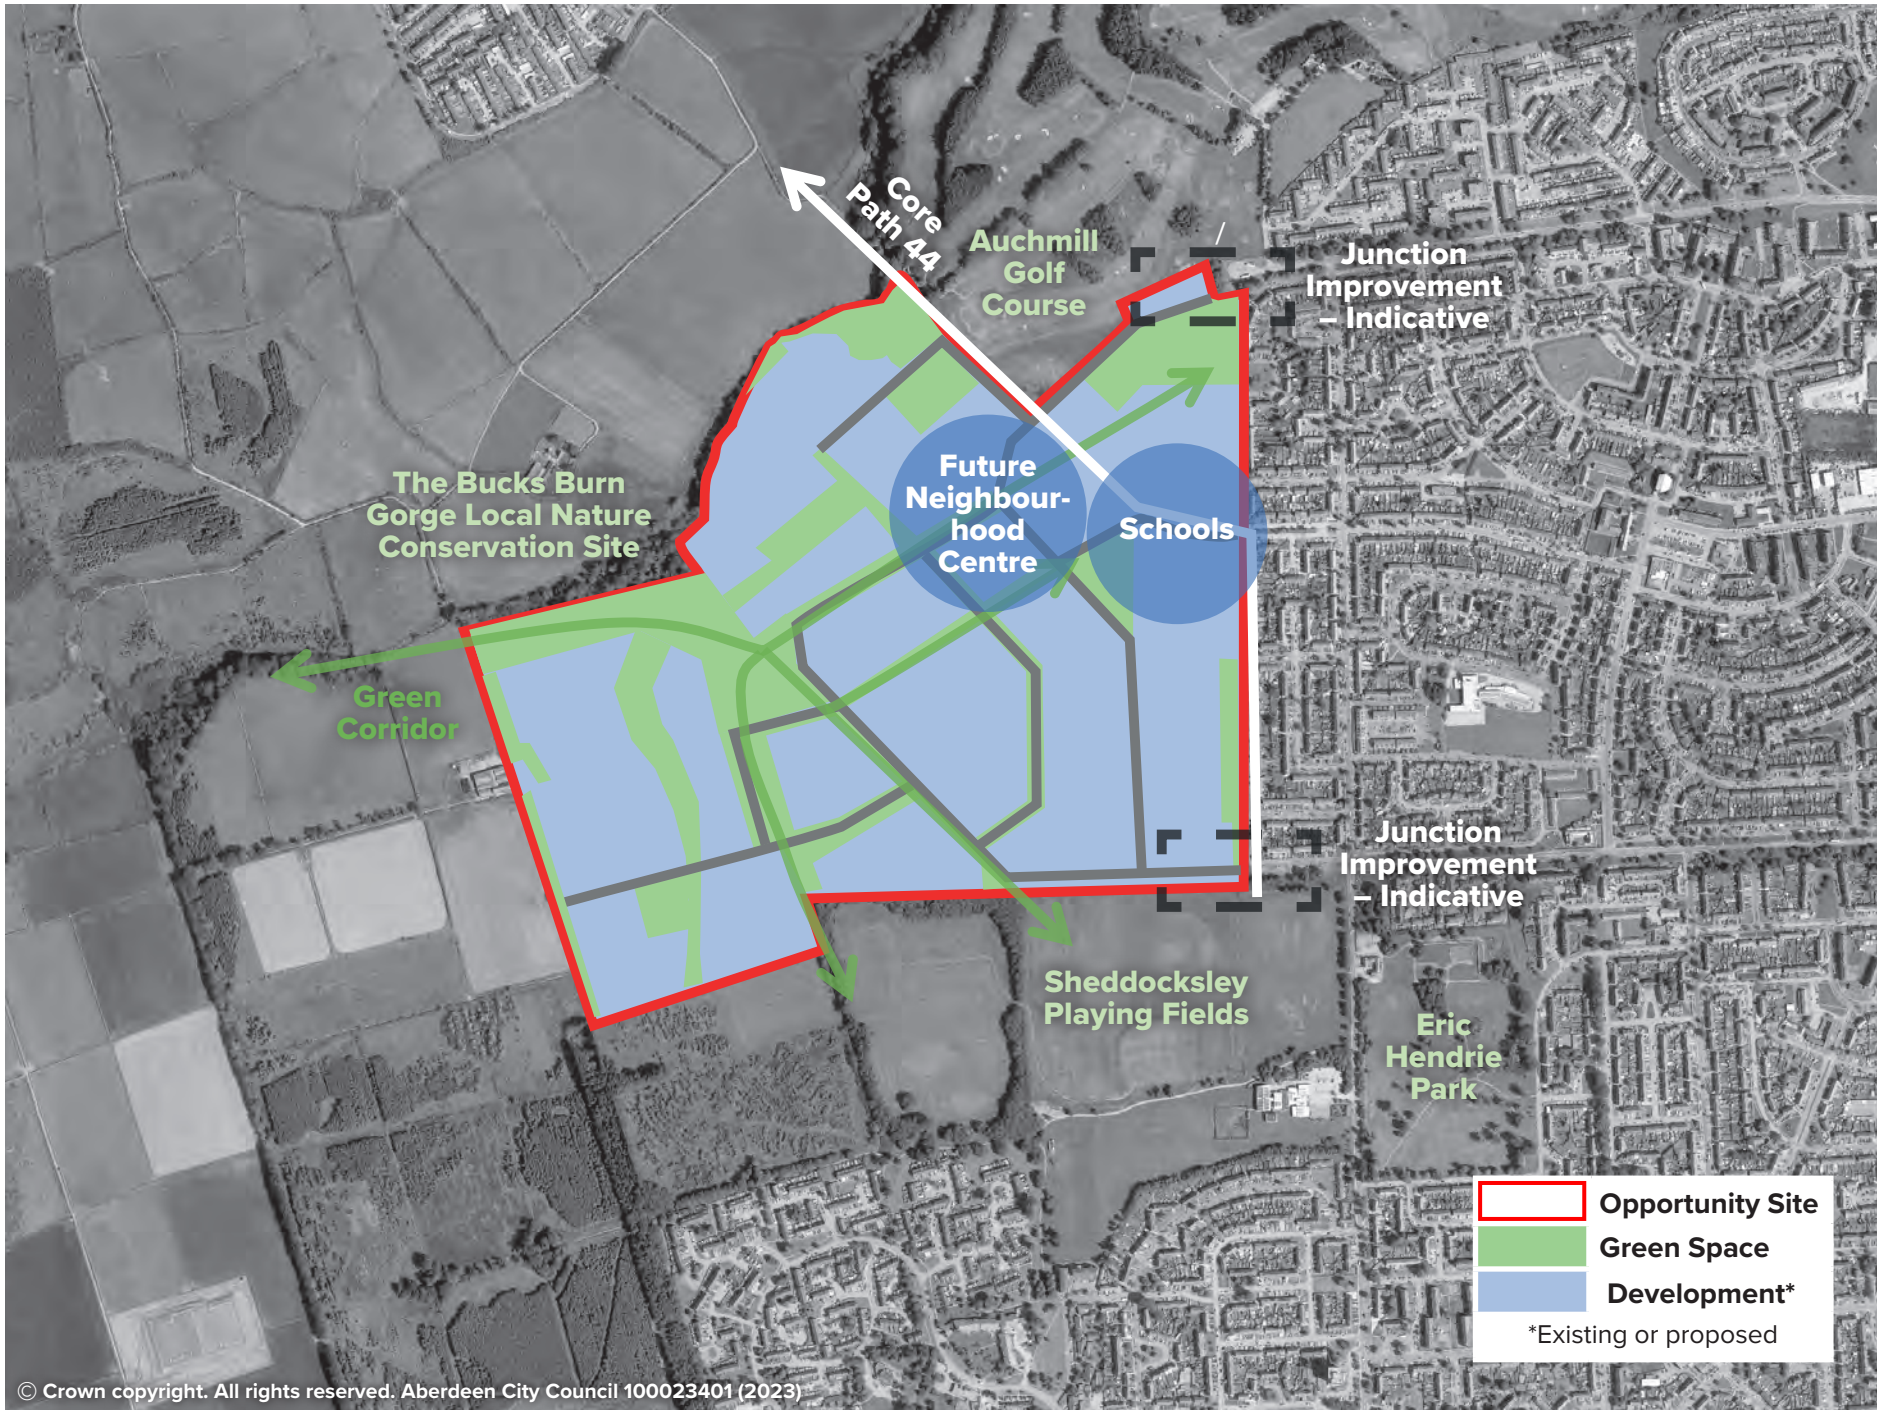 Core
Path 44
Auchmill
Golf
Course
Junction
Improvement
– Indicative
The Bucks Burn
Gorge Local Nature
Conservation Site
Future
Neighbour-
hood
Centre
Schools
Green
Corridor
Junction
Improvement
– Indicative
Sheddocksley
Playing Fields
Eric
Hendrie
Park
Opportunity Site
Green Space
Development*
*Existing or proposed
© Crown copyright. All rights reserved. Aberdeen City Council 100023401 (2023)